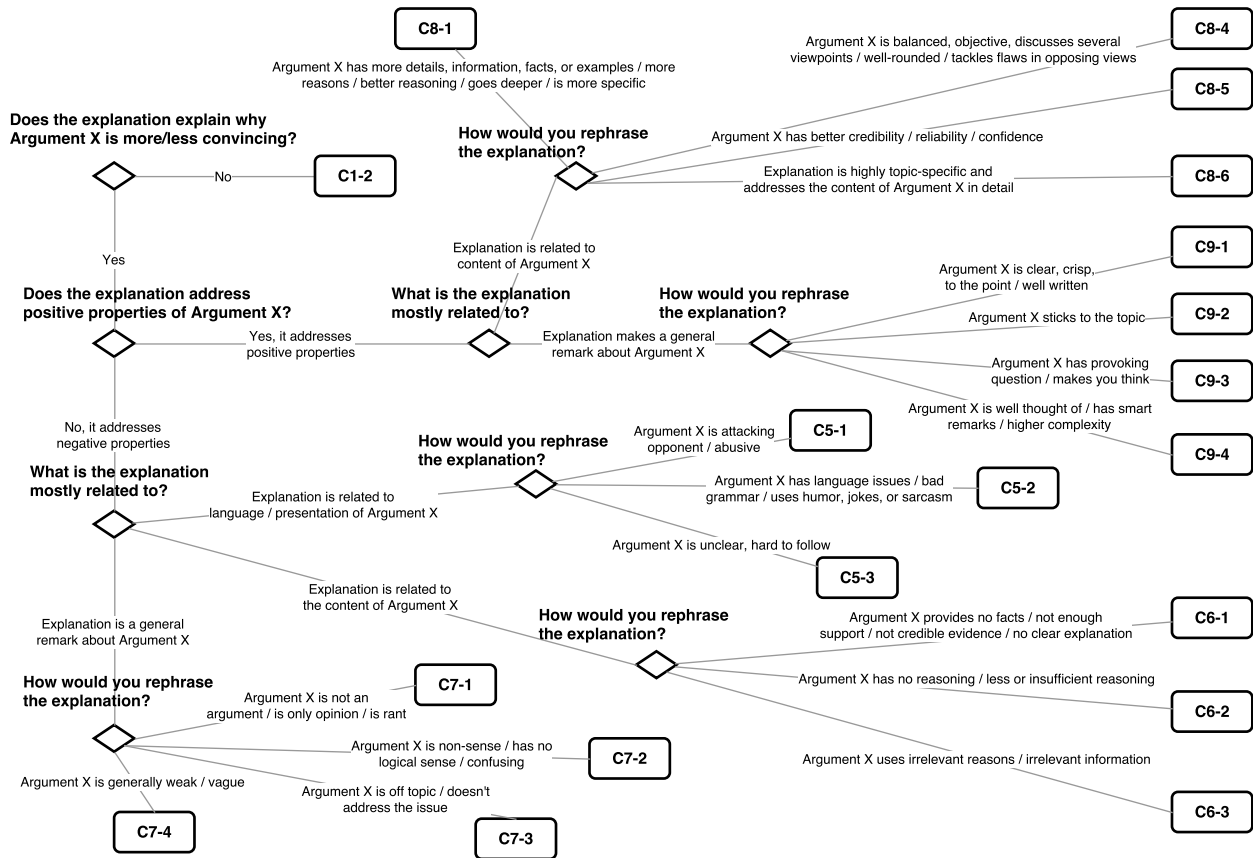 C8-1
C8-4
Argument X is balanced, objective, discusses several
viewpoints / well-rounded / tackles flaws in opposing views
Argument X has more details, information, facts, or examples / more
reasons / better reasoning / goes deeper / is more specific
C8-5
Does the explanation explain why
Argument X is more/less convincing?
How would you rephrase
the explanation?
Argument X has better credibility / reliability / confidence
No
C1-2
Explanation is highly topic-specific and
addresses the content of Argument X in detail
C8-6
Yes
Explanation is related to
content of Argument X
C9-1
Argument X is clear, crisp,
to the point / well written
Does the explanation address
positive properties of Argument X?
What is the explanation
mostly related to?
How would you rephrase
the explanation?
Argument X sticks to the topic
C9-2
Yes, it addresses
positive properties
Explanation makes a general
remark about Argument X
Argument X has provoking
question / makes you think
C9-3
No, it addresses
negative properties
Argument X is well thought of / has smart
remarks / higher complexity
C9-4
How would you rephrase
the explanation?
Argument X is attacking
opponent / abusive
C5-1
What is the explanation
mostly related to?
Argument X has language issues / bad
grammar / uses humor, jokes, or sarcasm
C5-2
Explanation is related to
language / presentation of Argument X
Argument X is unclear, hard to follow
C5-3
Explanation is related to
the content of Argument X
Explanation is a general
remark about Argument X
How would you rephrase
the explanation?
Argument X provides no facts / not enough
support / not credible evidence / no clear explanation
C6-1
How would you rephrase
the explanation?
Argument X is not an
argument / is only opinion / is rant
C7-1
Argument X has no reasoning / less or insufficient reasoning
C6-2
Argument X is non-sense / has no
logical sense / confusing
C7-2
Argument X uses irrelevant reasons / irrelevant information
Argument X is generally weak / vague
Argument X is off topic / doesn't
address the issue
C6-3
C7-4
C7-3